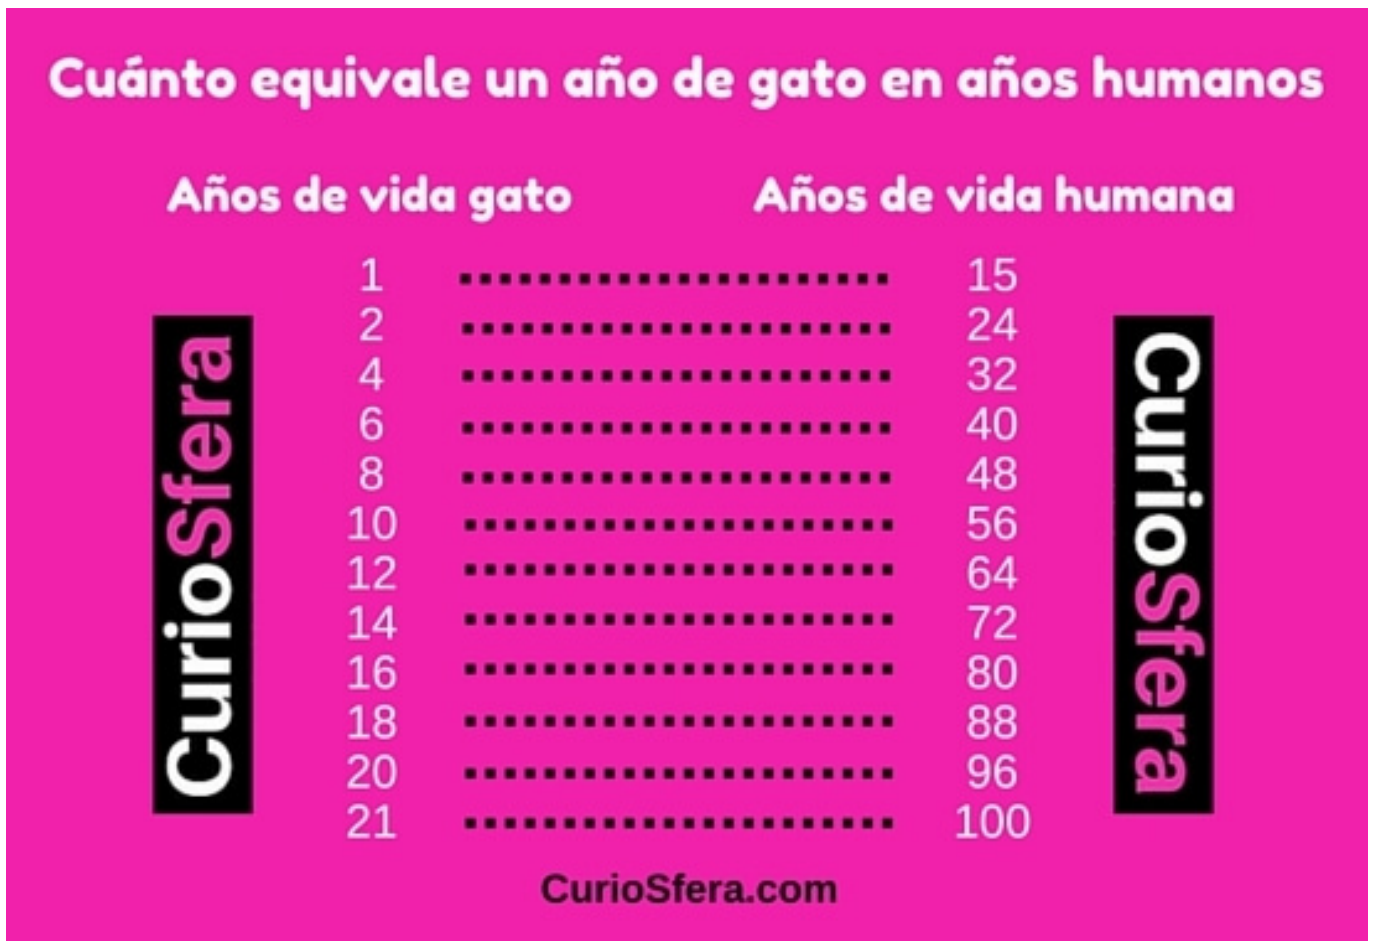 Cuánto equivale un año de gato en años humanos
Años de vida gato Años de vida humana
1 ...................... 15
2 ...................... 24
4 ...................... 32
6 ...................... 40
8 ...................... 48
10 ...................... 56
12 ...................... 64
14 ...................... 72
16 ...................... 80
18 ...................... 88
20 ...................... 96
21 ...................... 100
CurioSfera
CurioSfera
CurioSfera.com